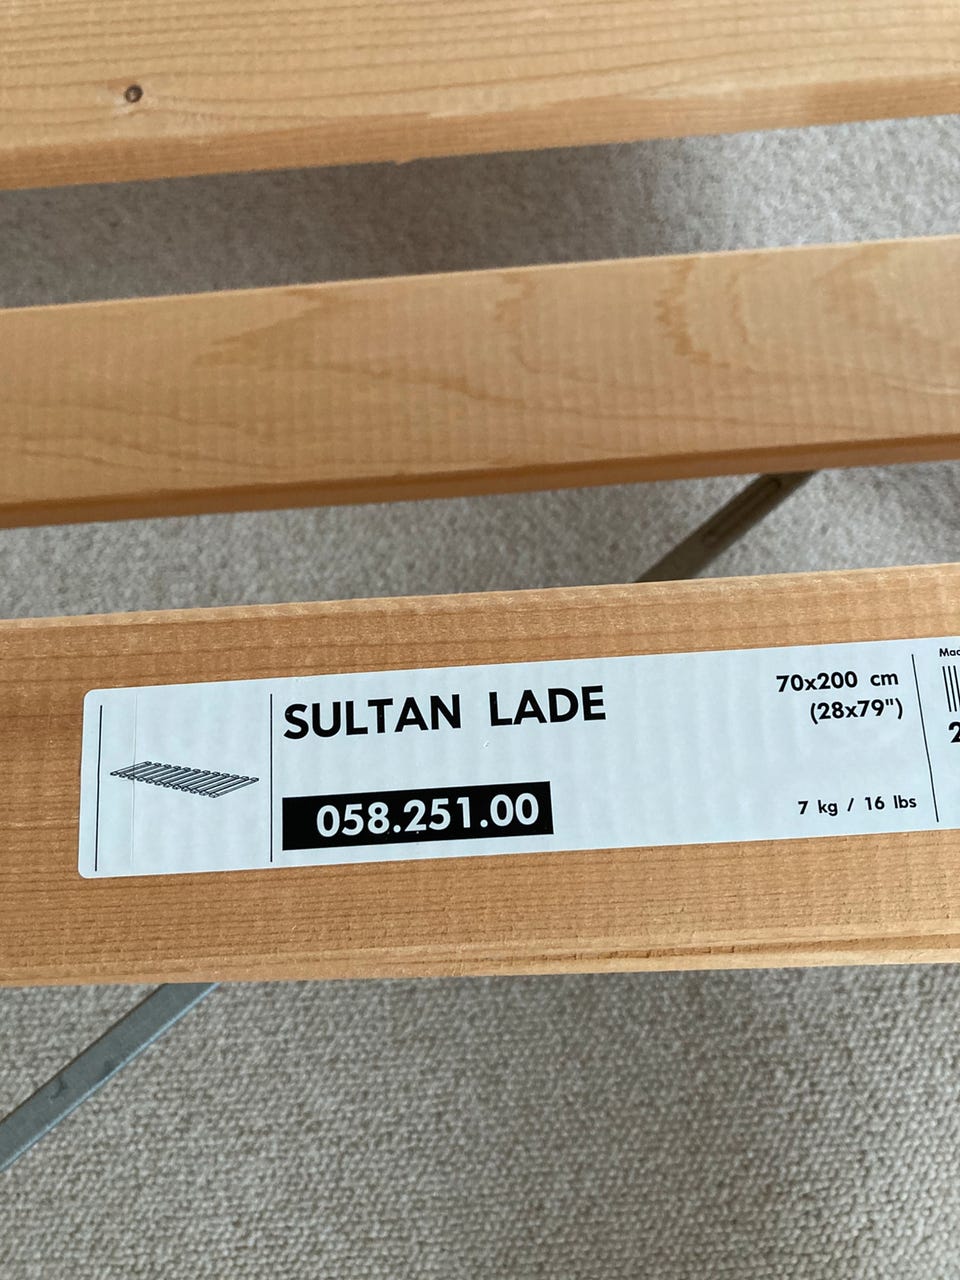 SULTAN LADE
70x200 cm
(28x79")
058.251.00
7 kg / 16 lbs